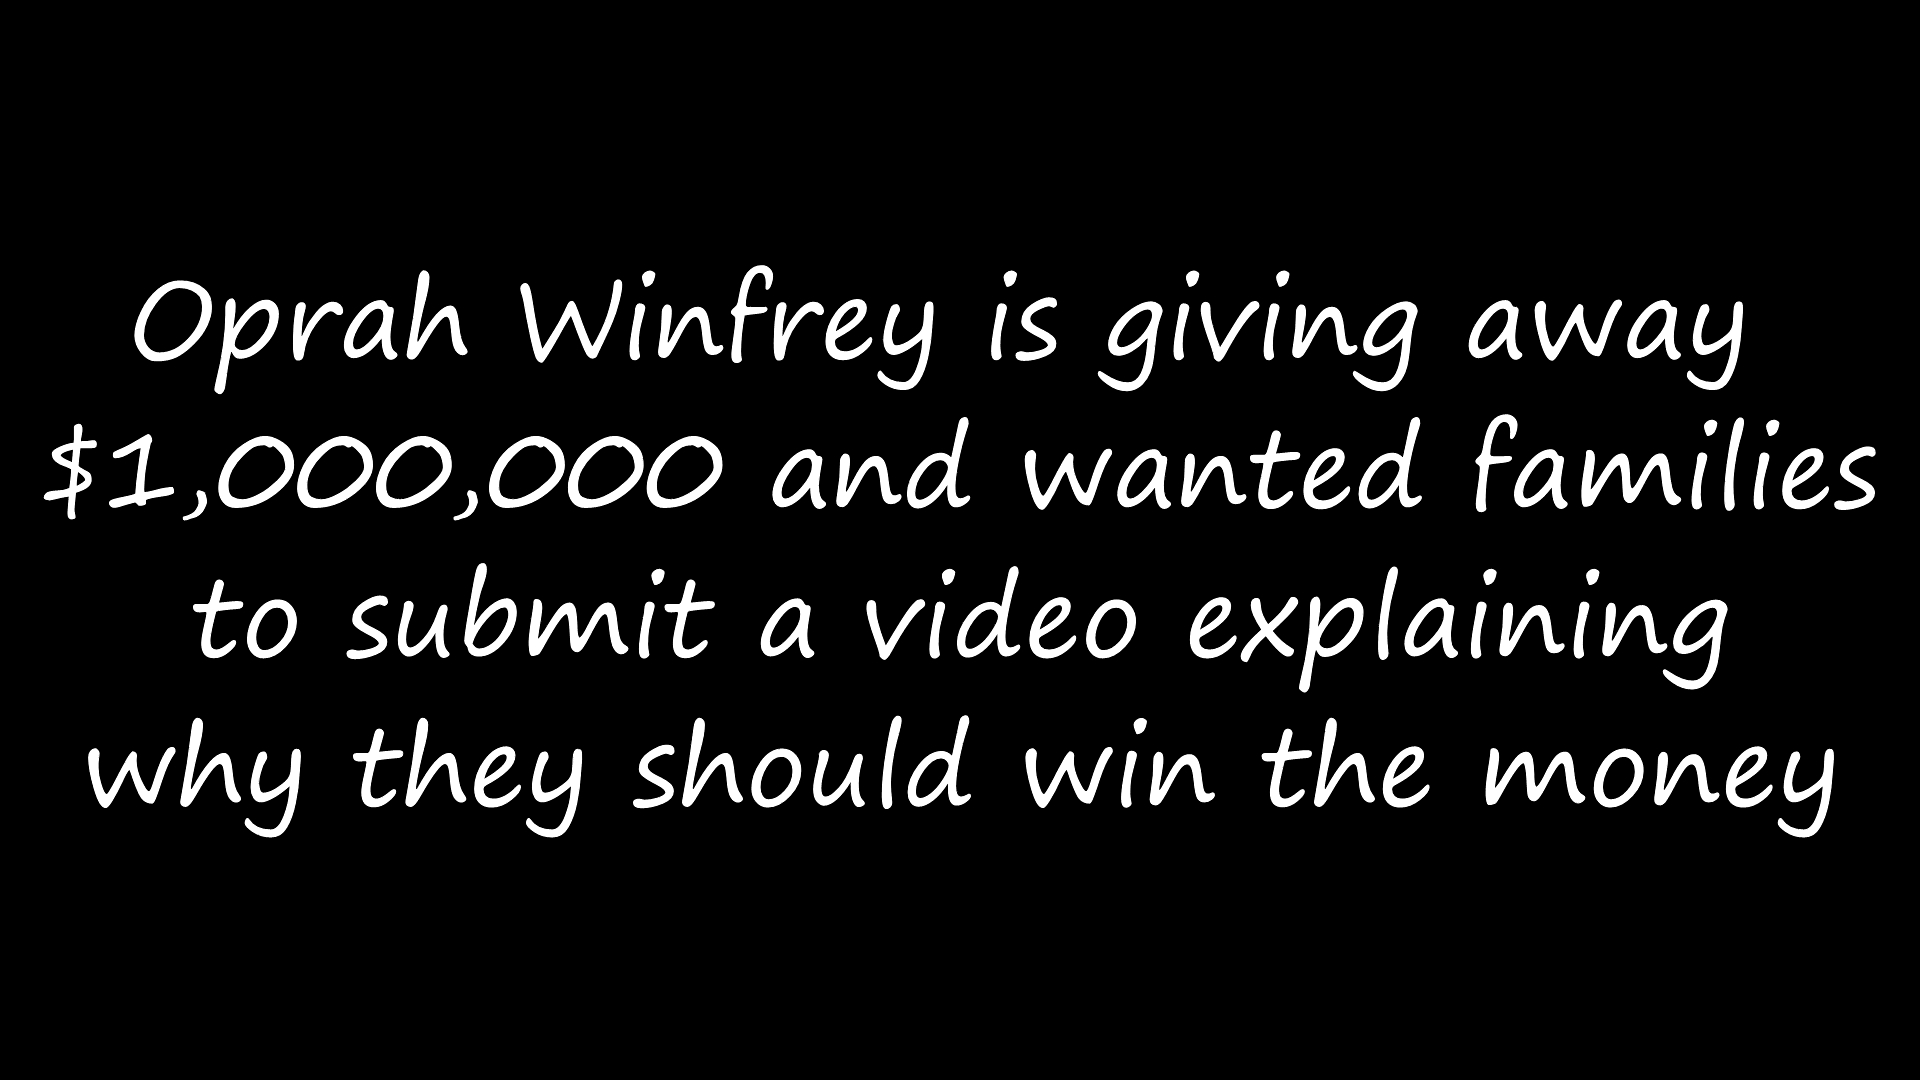 Oprah Winfrey is giving away
$1,000,000 and wanted families
to submit a video explaining
why they should win the money